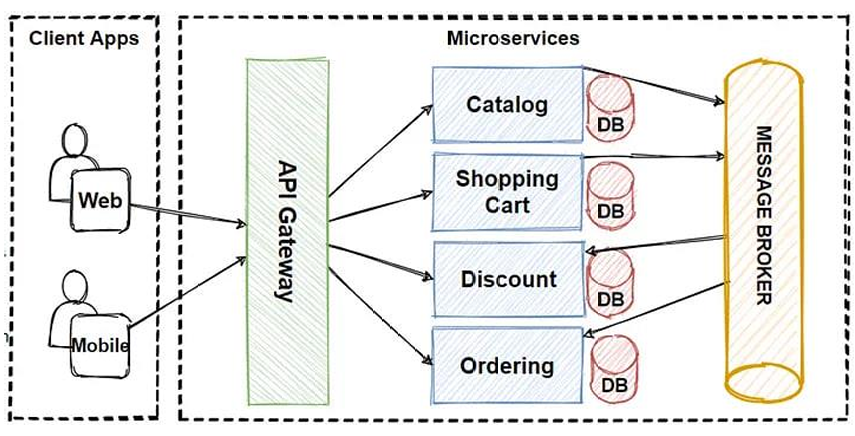 Client Apps
Microservices
Web
Mobile
API Gateway
Catalog
DB
Shopping
Cart
DB
Discount
DB
Ordering
DB
MESSAGE BROKER